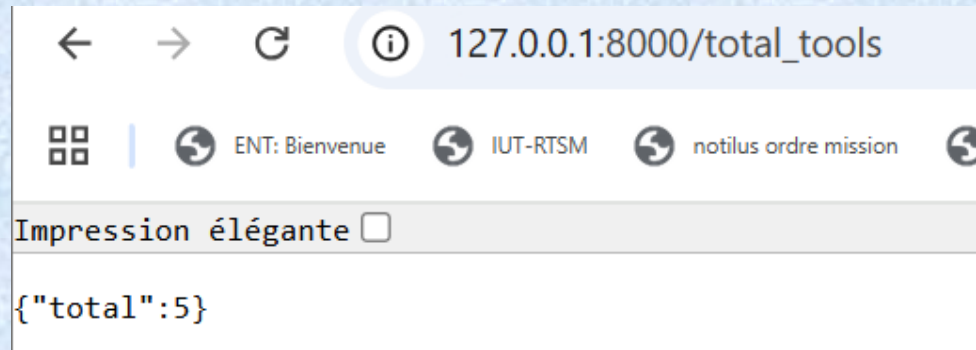 127.0.0.1:8000/total_tools
ENT: Bienvenue IUT-RTSM notilus ordre mission
Impression élégante
{"total":5}